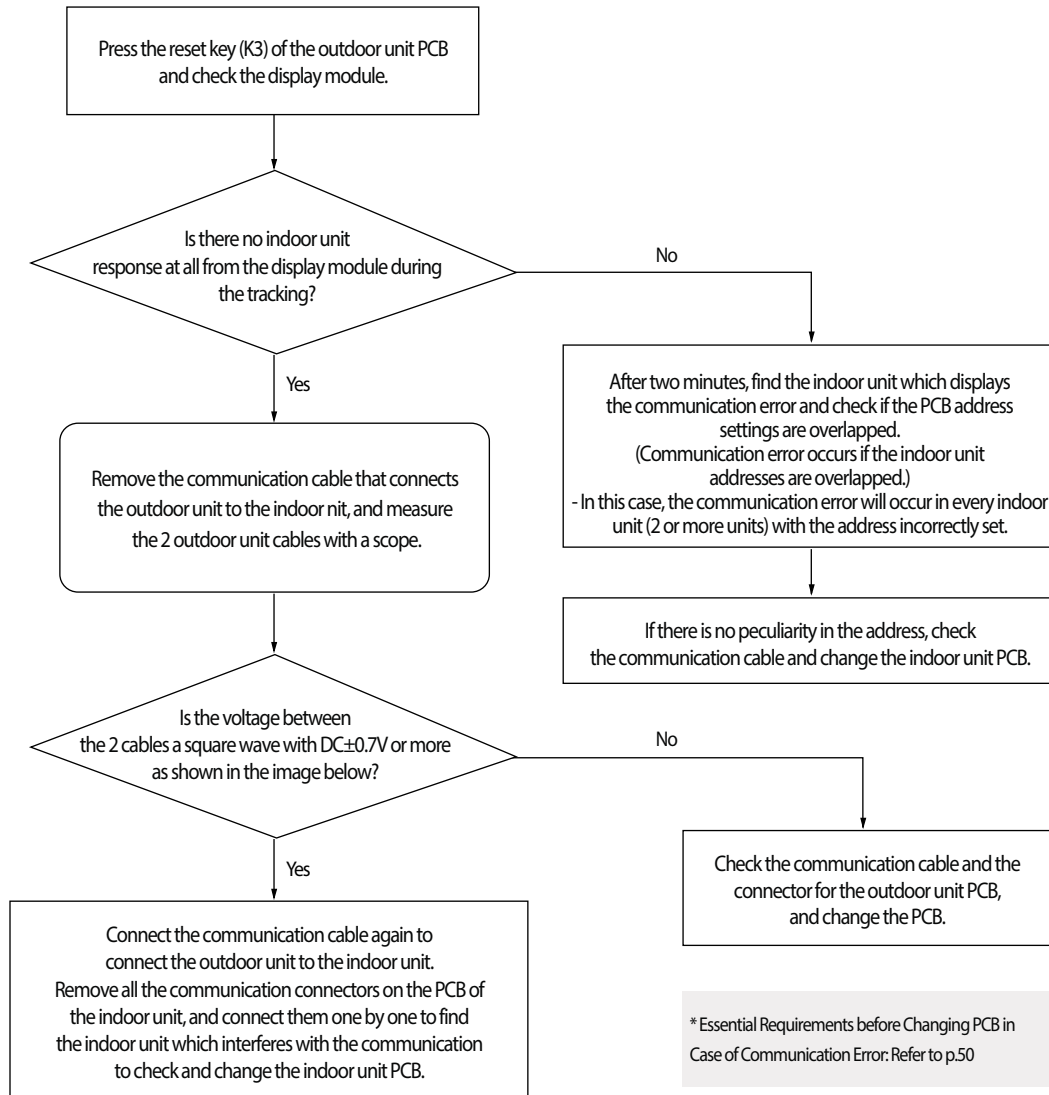 Press the reset key (K3) of the outdoor unit PCB
and check the display module.
Is there no indoor unit
response at all from the display module during
the tracking?
No
Yes
After two minutes, find the indoor unit which displays
the communication error and check if the PCB address
settings are overlapped.
(Communication error occurs if the indoor unit
addresses are overlapped.)
- In this case, the communication error will occur in every indoor
unit (2 or more units) with the address incorrectly set.
Remove the communication cable that connects
the outdoor unit to the indoor nit, and measure
the 2 outdoor unit cables with a scope.
If there is no peculiarity in the address, check
the communication cable and change the indoor unit PCB.
Is the voltage between
the 2 cables a square wave with DC±0.7V or more
as shown in the image below?
No
Yes
Check the communication cable and the
connector for the outdoor unit PCB,
and change the PCB.
Connect the communication cable again to
connect the outdoor unit to the indoor unit.
Remove all the communication connectors on the PCB of
the indoor unit, and connect them one by one to find
the indoor unit which interferes with the communication
to check and change the indoor unit PCB.
* Essential Requirements before Changing PCB in
Case of Communication Error: Refer to p.50